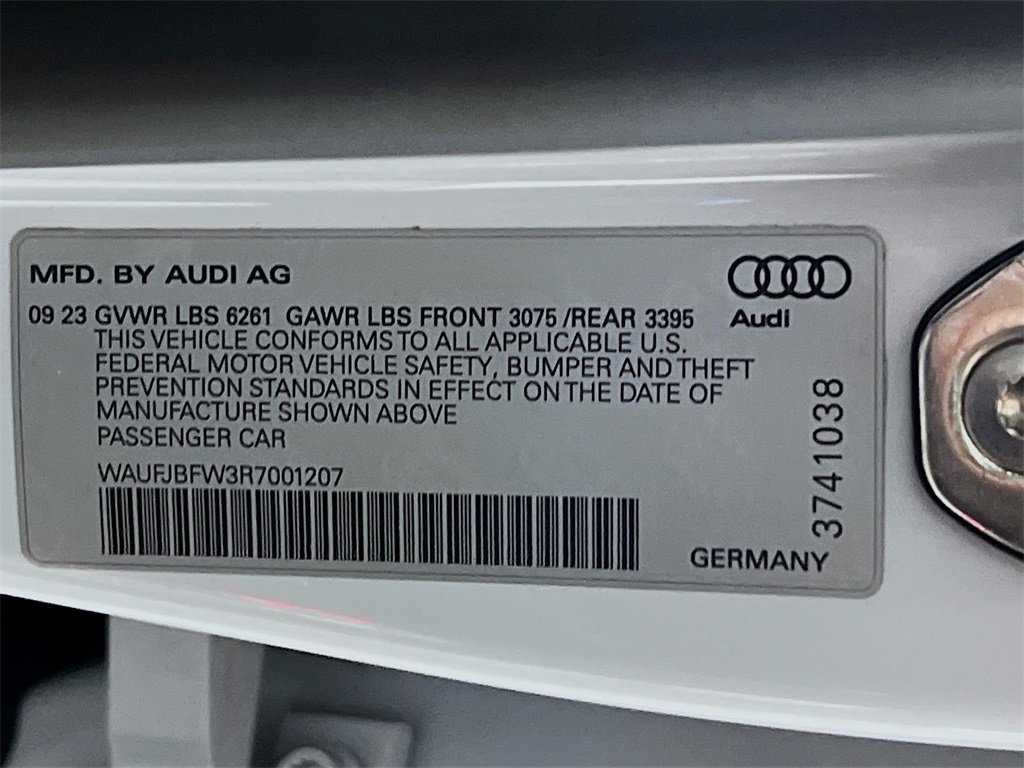 MFD. BY AUDI AG
09 23 GVWR LBS 6261 GAWR LBS FRONT 3075 /REAR 3395
Audi
THIS VEHICLE CONFORMS TO ALL APPLICABLE U.S.
FEDERAL MOTOR VEHICLE SAFETY, BUMPER AND THEFT
PREVENTION STANDARDS IN EFFECT ON THE DATE OF
MANUFACTURE SHOWN ABOVE
PASSENGER CAR
WAUFJBFW3R7001207
3741038
GERMANY